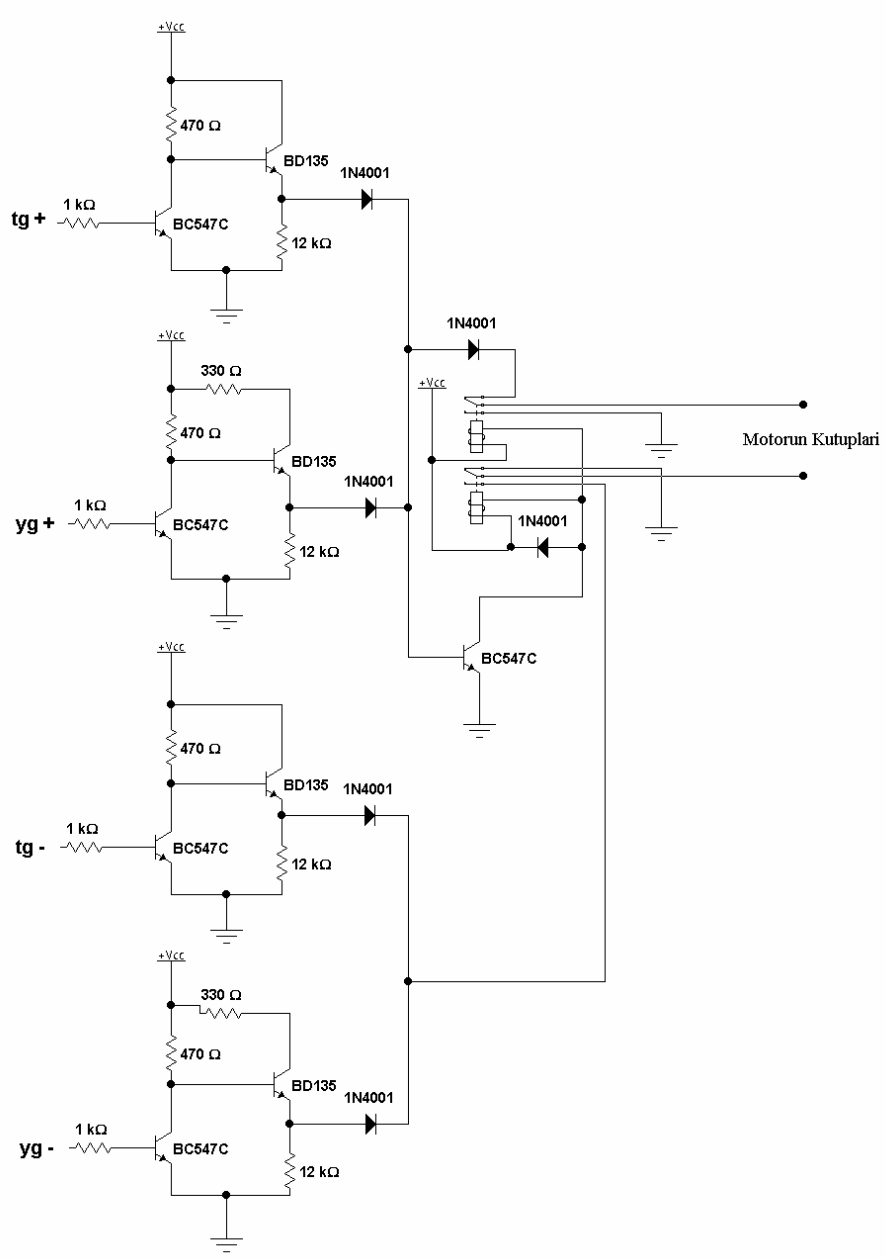 +Vcc
470 Ω
BD135
1N4001
1 kΩ
tg +
BC547C
12 kΩ
+Vcc
1N4001
330 Ω
+Vcc
470 Ω
Motorun Kutuplari
BD135
1N4001
1 kΩ
yg +
BC547C
1N4001
12 kΩ
+Vcc
BC547C
470 Ω
BD135
1N4001
1 kΩ
tg -
BC547C
12 kΩ
+Vcc
330 Ω
470 Ω
BD135
1N4001
1 kΩ
yg -
BC547C
12 kΩ